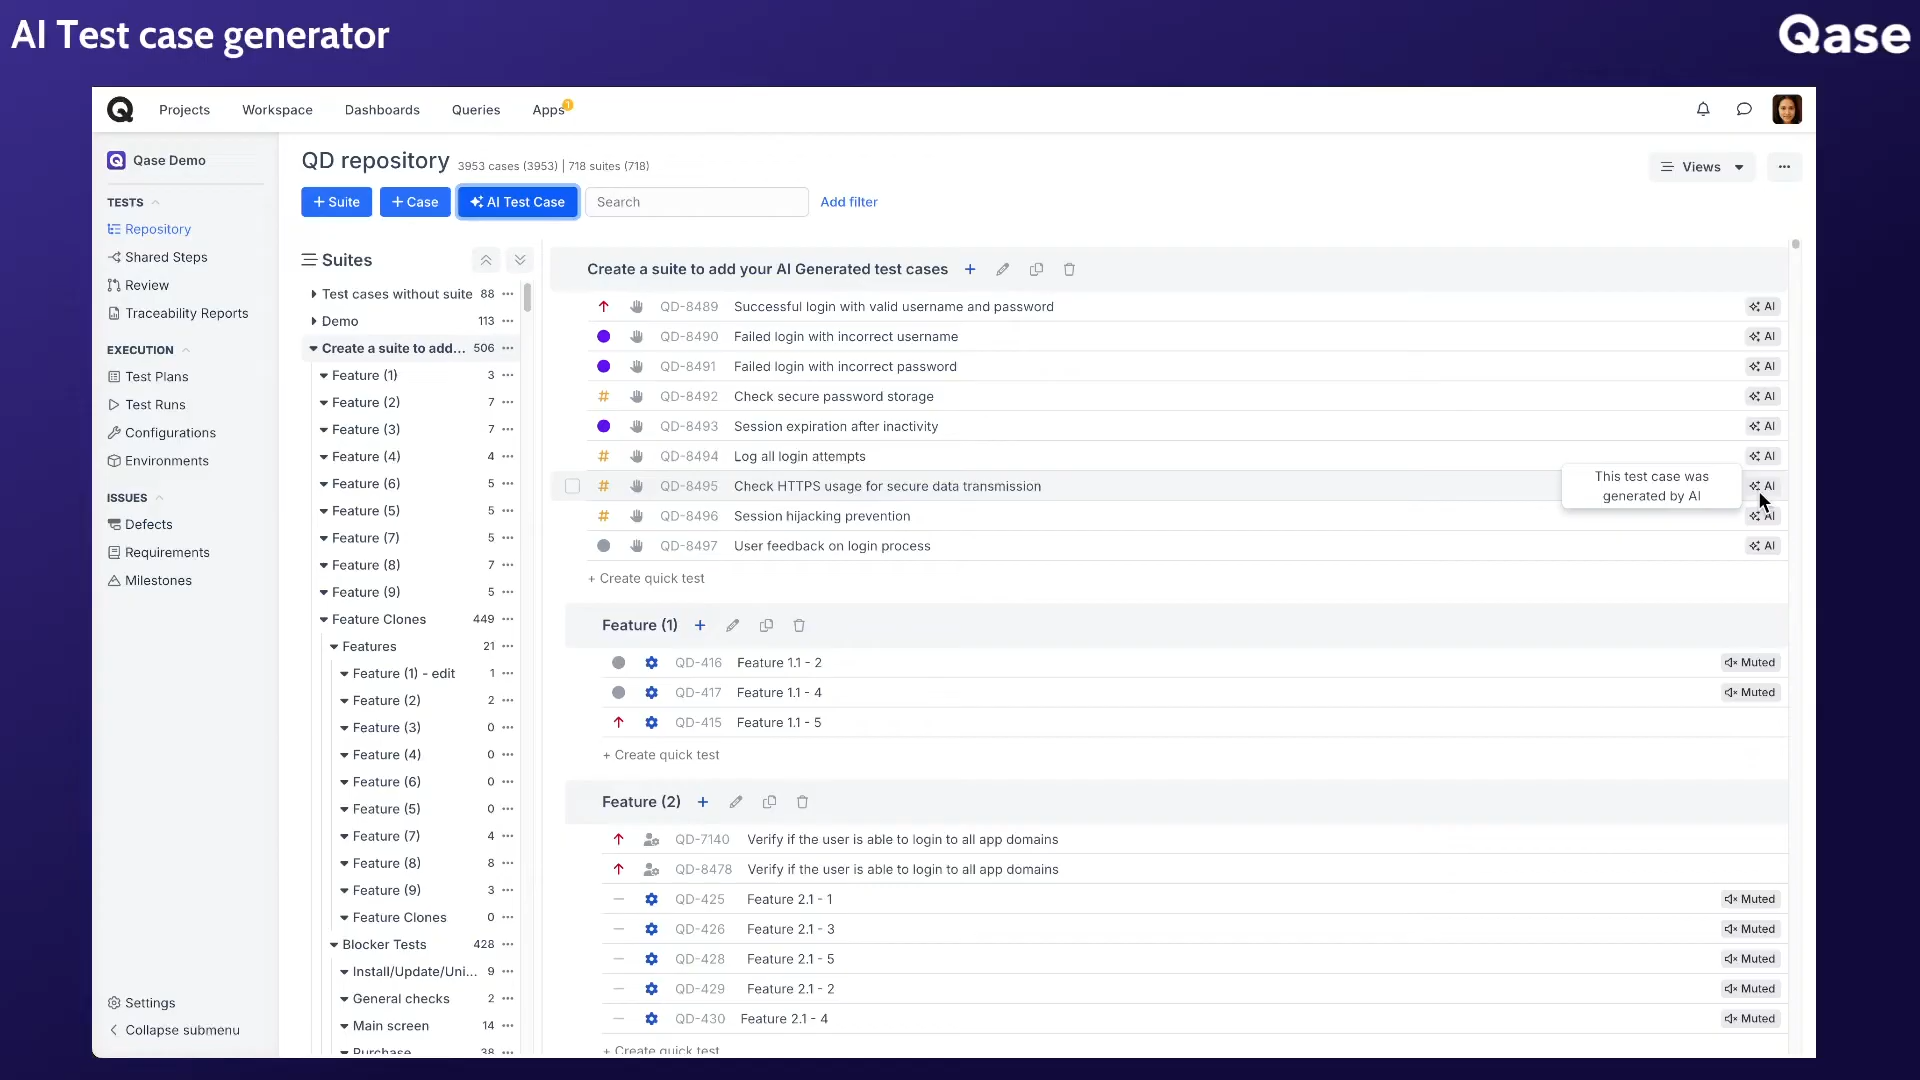 AI Test case generator
Qase
Projects
Workspace
Dashboards
Queries
Apps
1
Qase Demo
TESTS
Repository
Shared Steps
Review
Traceability Reports
EXECUTION
Test Plans
Test Runs
Configurations
Environments
ISSUES
Defects
Requirements
Milestones
Settings
Collapse submenu
QD repository 3953 cases (3953) | 718 suites (718)
Views
+ Suite
+ Case
AI Test Case
Search
Add filter
Suites
Test cases without suite 88
Demo 113
Create a suite to add... 506
Feature (1) 3
Feature (2) 7
Feature (3) 7
Feature (4) 4
Feature (6) 5
Feature (5) 5
Feature (7) 5
Feature (8) 7
Feature (9) 5
Feature Clones 449
Features 21
Feature (1) - edit 1
Feature (2) 2
Feature (3) 0
Feature (4) 0
Feature (6) 0
Feature (5) 0
Feature (7) 4
Feature (8) 8
Feature (9) 3
Feature Clones 0
Blocker Tests 428
Install/Update/Uni... 9
General checks 2
Main screen 14
Purchase 38
Create a suite to add your AI Generated test cases
QD-8489 Successful login with valid username and password AI
QD-8490 Failed login with incorrect username AI
QD-8491 Failed login with incorrect password AI
# QD-8492 Check secure password storage AI
QD-8493 Session expiration after inactivity AI
# QD-8494 Log all login attempts AI
# QD-8495 Check HTTPS usage for secure data transmission AI
This test case was
generated by AI
# QD-8496 Session hijacking prevention AI
QD-8497 User feedback on login process AI
+ Create quick test
Feature (1)
QD-416 Feature 1.1 - 2 Muted
QD-417 Feature 1.1 - 4 Muted
QD-415 Feature 1.1 - 5
+ Create quick test
Feature (2)
QD-7140 Verify if the user is able to login to all app domains
QD-8478 Verify if the user is able to login to all app domains
QD-425 Feature 2.1 - 1 Muted
QD-426 Feature 2.1 - 3 Muted
QD-428 Feature 2.1 - 5 Muted
QD-429 Feature 2.1 - 2 Muted
QD-430 Feature 2.1 - 4 Muted
+ Create quick test